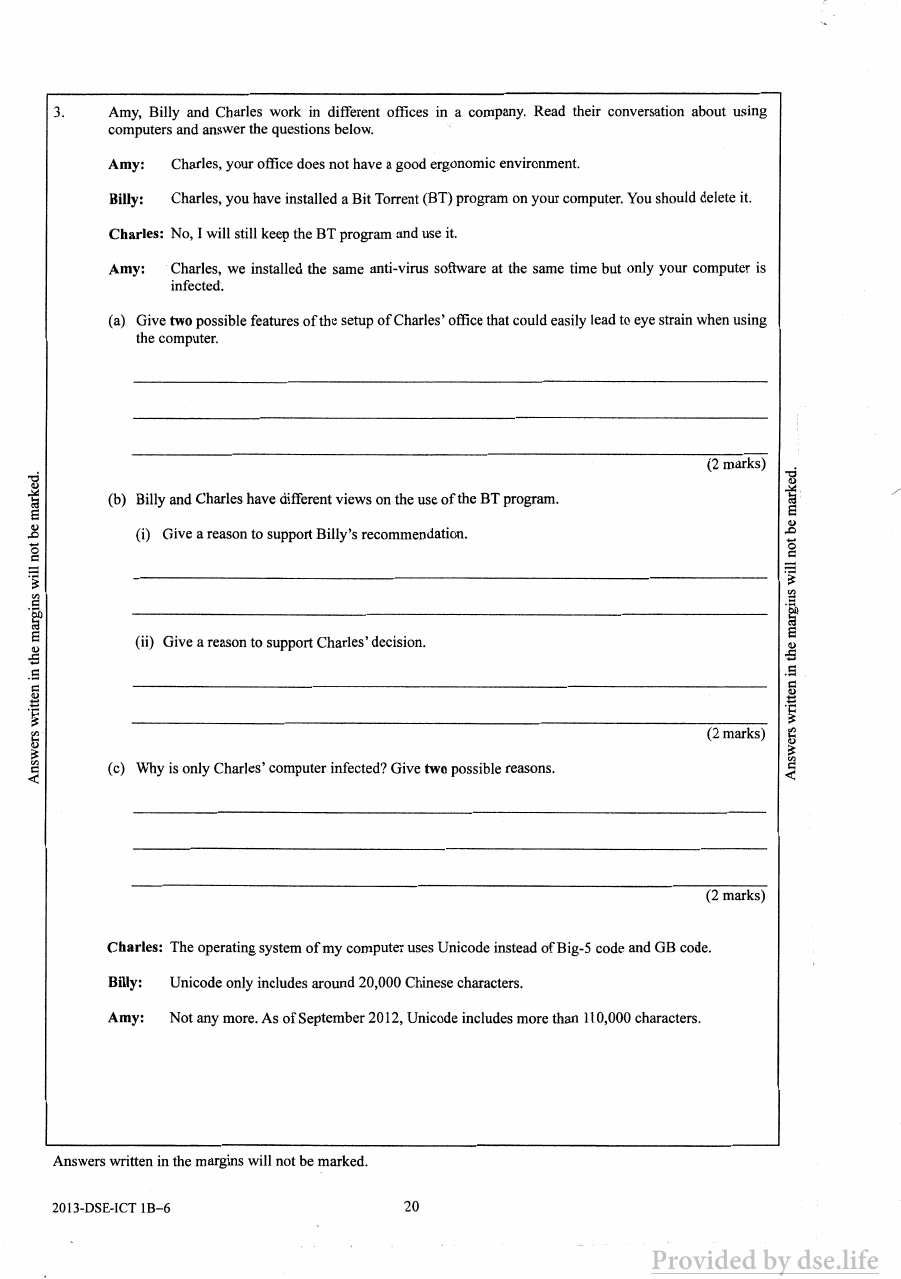 3. Amy, Billy and Charles work in different offices in a company. Read their conversation about using
computers and answer the questions below.
Amy: Charles, your office does not have a good ergonomic environment.
Billy: Charles, you have installed a Bit Torrent (BT) program on your computer. You should delete it.
Charles: No, I will still keep the BT program and use it.
Amy: Charles, we installed the same anti-virus software at the same time but only your computer is
infected.
(a) Give two possible features of the setup of Charles' office that could easily lead to eye strain when using
the computer.
(2 marks)
(b) Billy and Charles have different views on the use of the BT program.
(i) Give a reason to support Billy's recommendation.
(ii) Give a reason to support Charles' decision.
(2 marks)
(c) Why is only Charles' computer infected? Give two possible reasons.
(2 marks)
Charles: The operating system of my computer uses Unicode instead of Big-5 code and GB code.
Billy: Unicode only includes around 20,000 Chinese characters.
Amy: Not any more. As of September 2012, Unicode includes more than 110,000 characters.
Answers written in the margins will not be marked.
Answers written in the margins will not be marked.
Answers written in the margins will not be marked.
2013-DSE-ICT 1B–6
20
Provided by dse.life